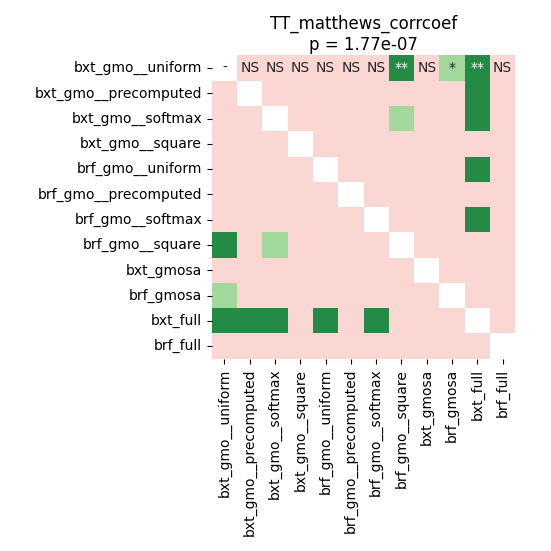 TT_matthews_corrcoef
p = 1.77e-07
bxt_gmo__uniform - NS NS NS NS NS NS ** NS * ** NS
bxt_gmo__precomputed
bxt_gmo__softmax
bxt_gmo__square
brf_gmo__uniform
brf_gmo__precomputed
brf_gmo__softmax
brf_gmo__square
bxt_gmosa
brf_gmosa
bxt_full
brf_full
bxt_gmo__uniform
bxt_gmo__precomputed
bxt_gmo__softmax
bxt_gmo__square
brf_gmo__uniform
brf_gmo__precomputed
brf_gmo__softmax
brf_gmo__square
bxt_gmosa
brf_gmosa
bxt_full
brf_full